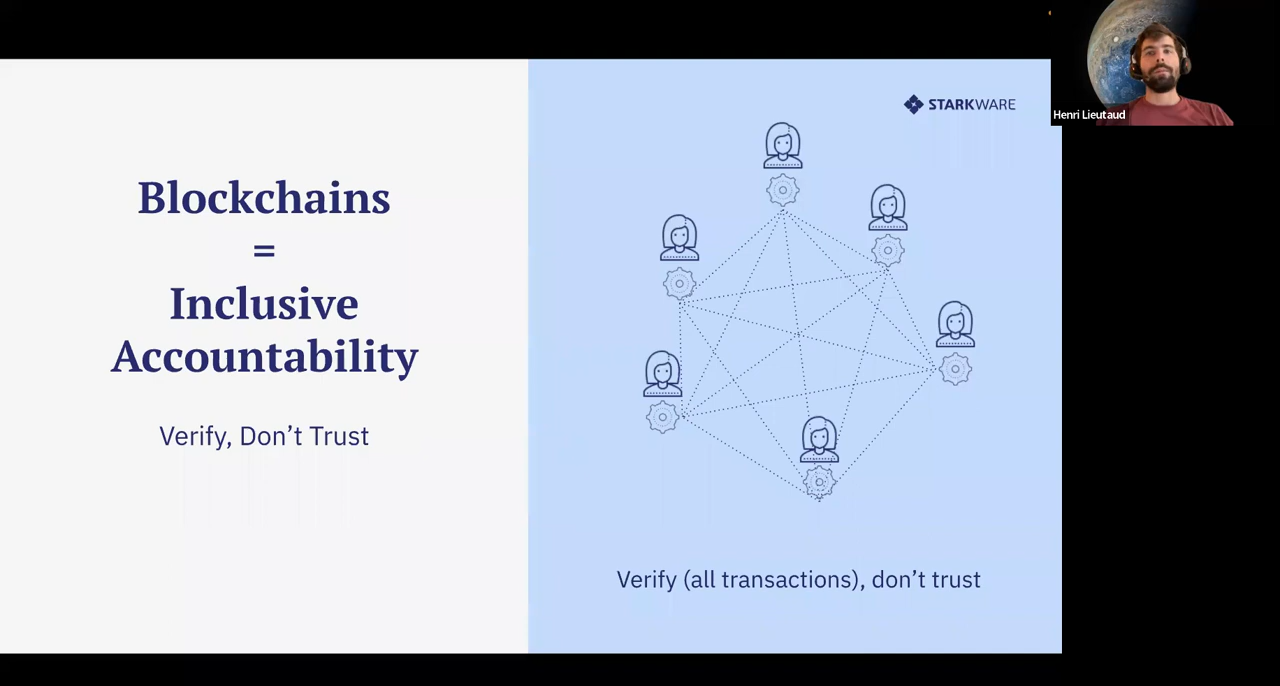 Blockchains
=
Inclusive
Accountability
Verify, Don’t Trust
STARKWARE
Verify (all transactions), don’t trust
Henri Lieutaud